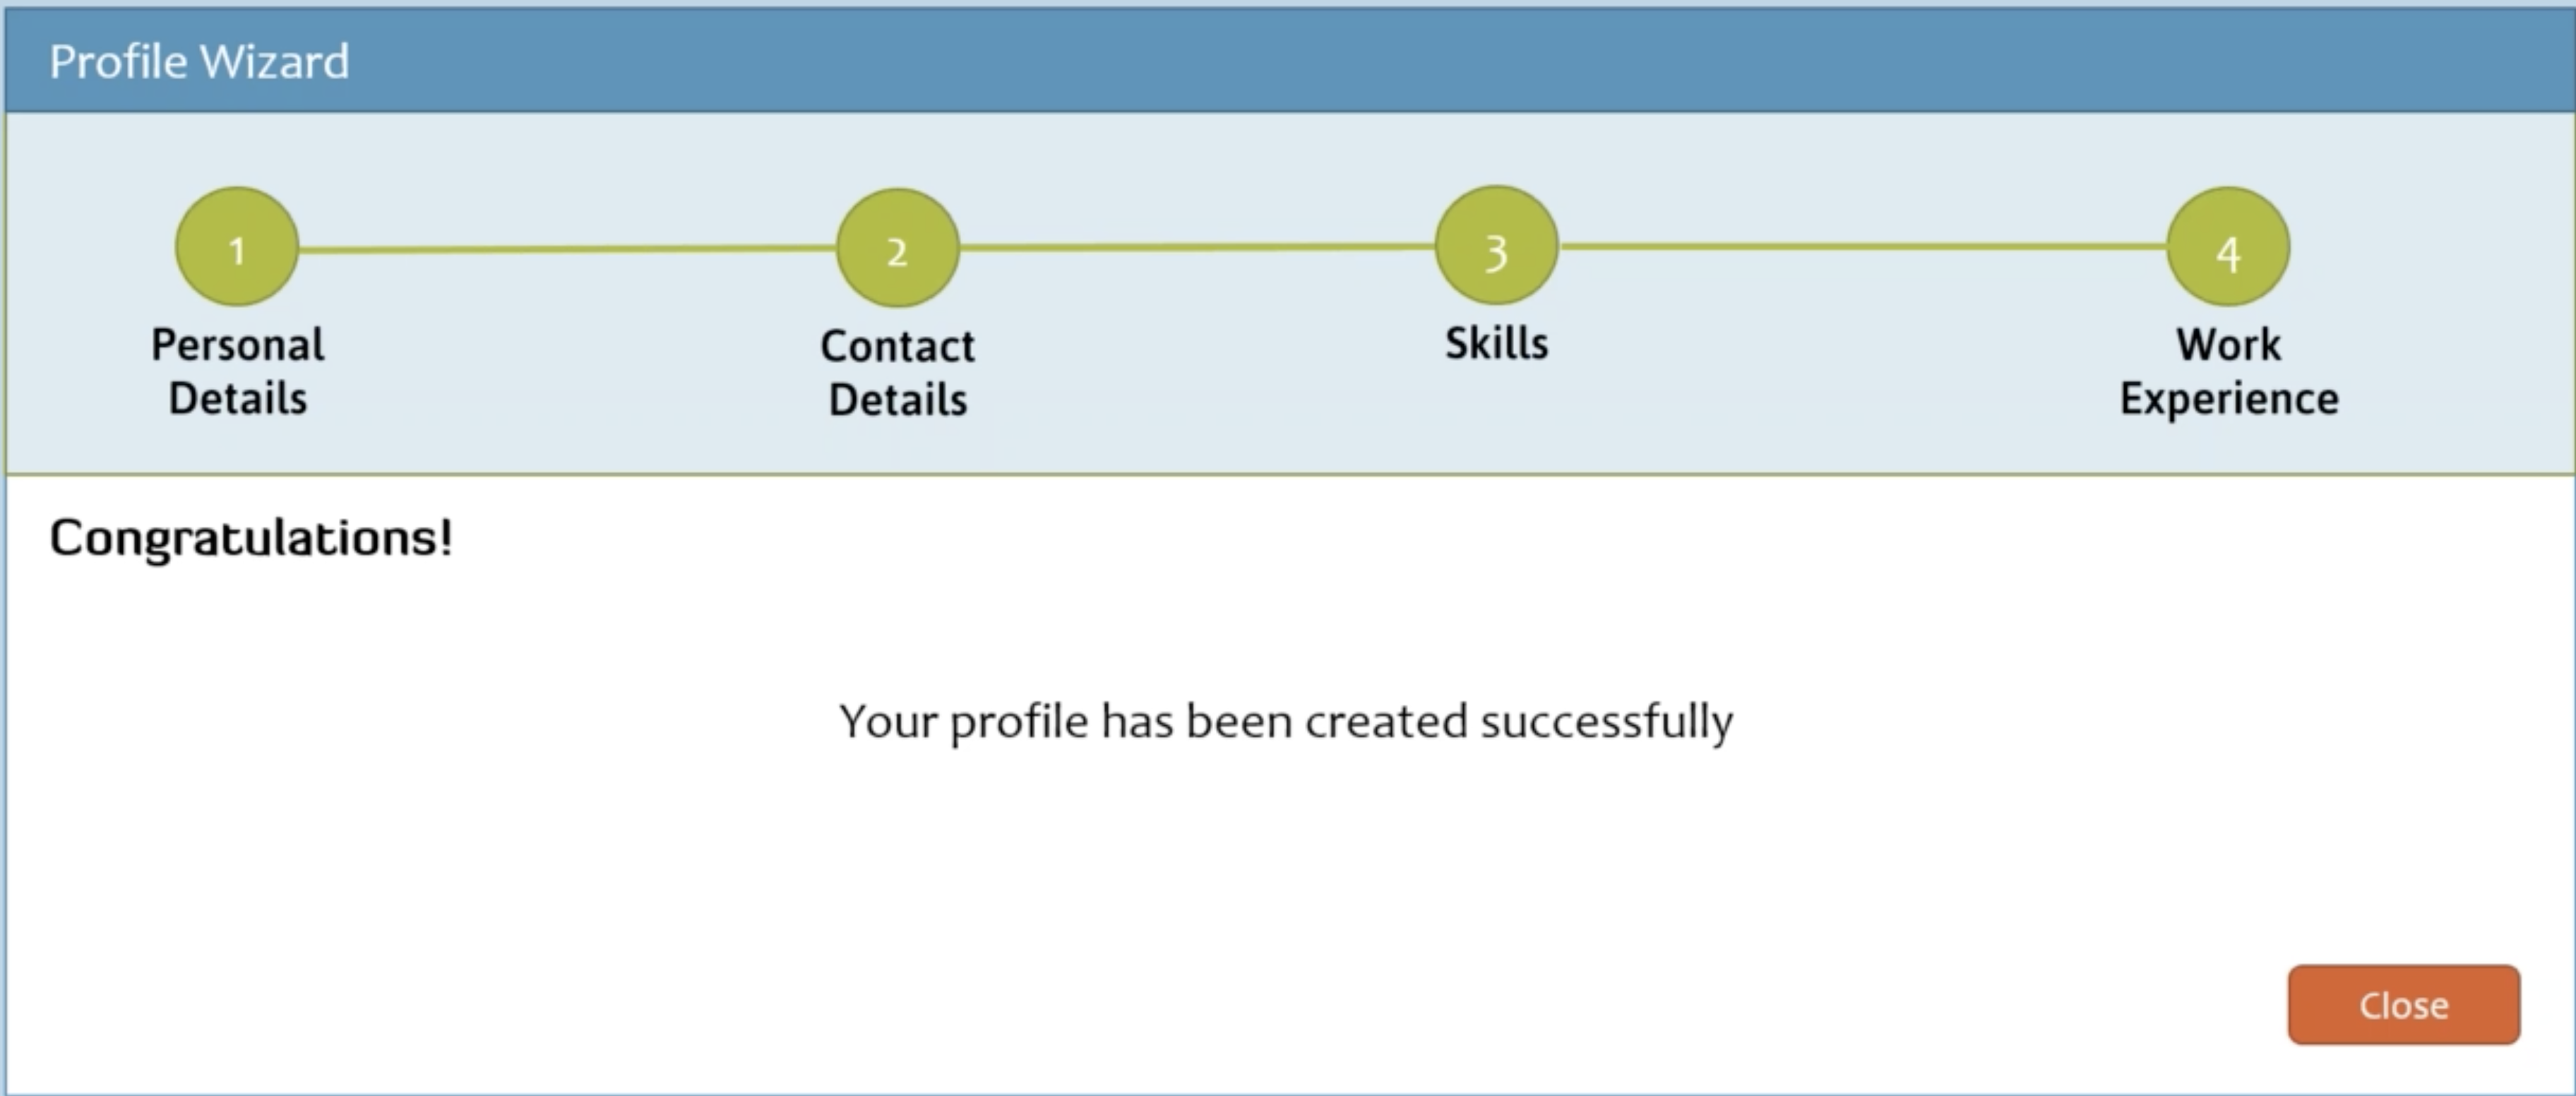 Profile Wizard
1
2
3
4
Personal
Details
Contact
Details
Skills
Work
Experience
Congratulations!
Your profile has been created successfully
Close